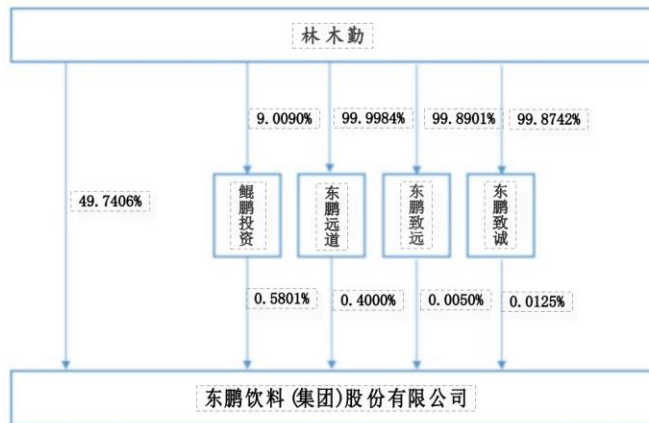 林木勤
9.0090%
99.9984%
99.8901%
99.8742%
49.7406%
鲲鹏投资
东鹏远道
东鹏致远
东鹏致诚
0.5801%
0.4000%
0.0050%
0.0125%
东鹏饮料(集团)股份有限公司